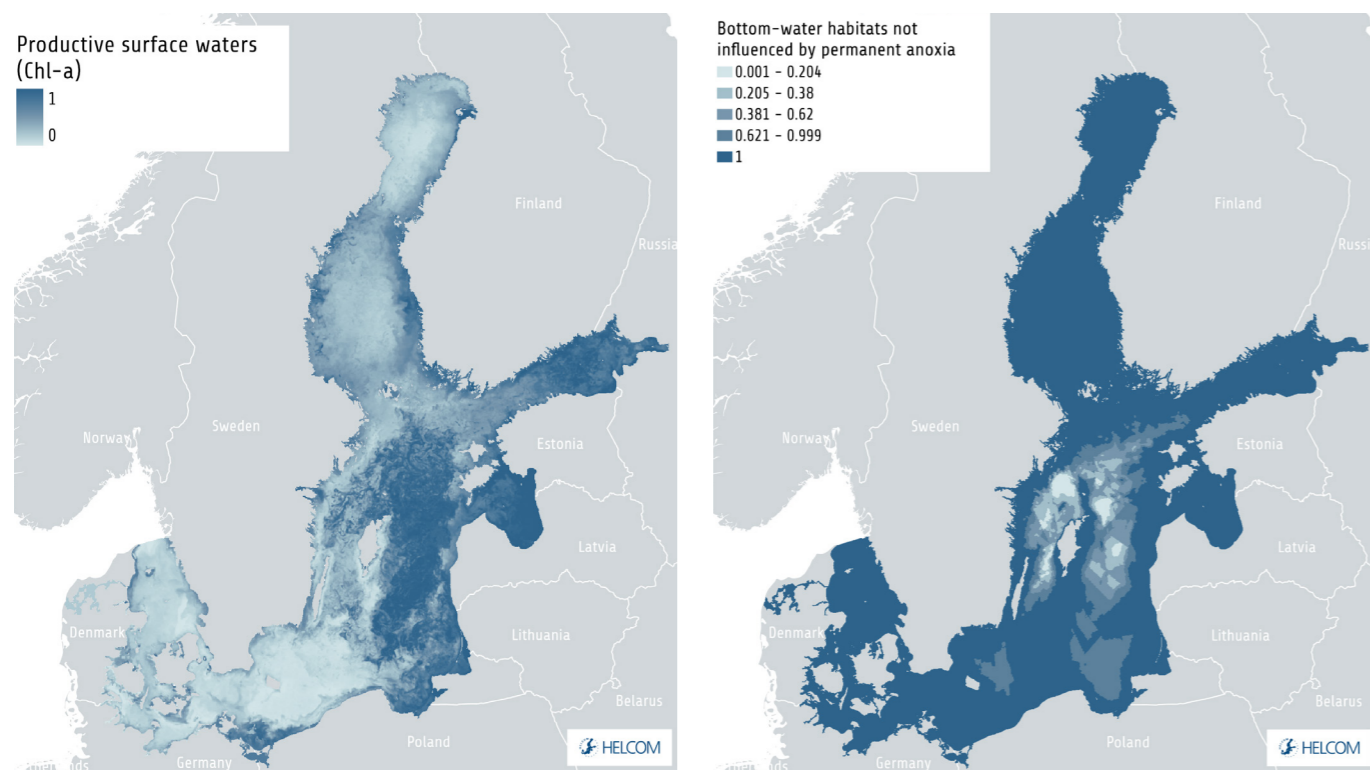 Productive surface waters
(Chl-a)
1
0
Finland
Russia
Norway
Sweden
Estonia
Latvia
Denmark
Lithuania
Belarus
Poland
Germany
HELCOM
Bottom-water habitats not
influenced by permanent anoxia
0.001 - 0.204
0.205 - 0.38
0.381 - 0.62
0.621 - 0.999
1
Finland
Russi
Norway
Sweden
Estonia
Latvia
Denmark
Lithuania
Belarus
Poland
Germany
HELCOM